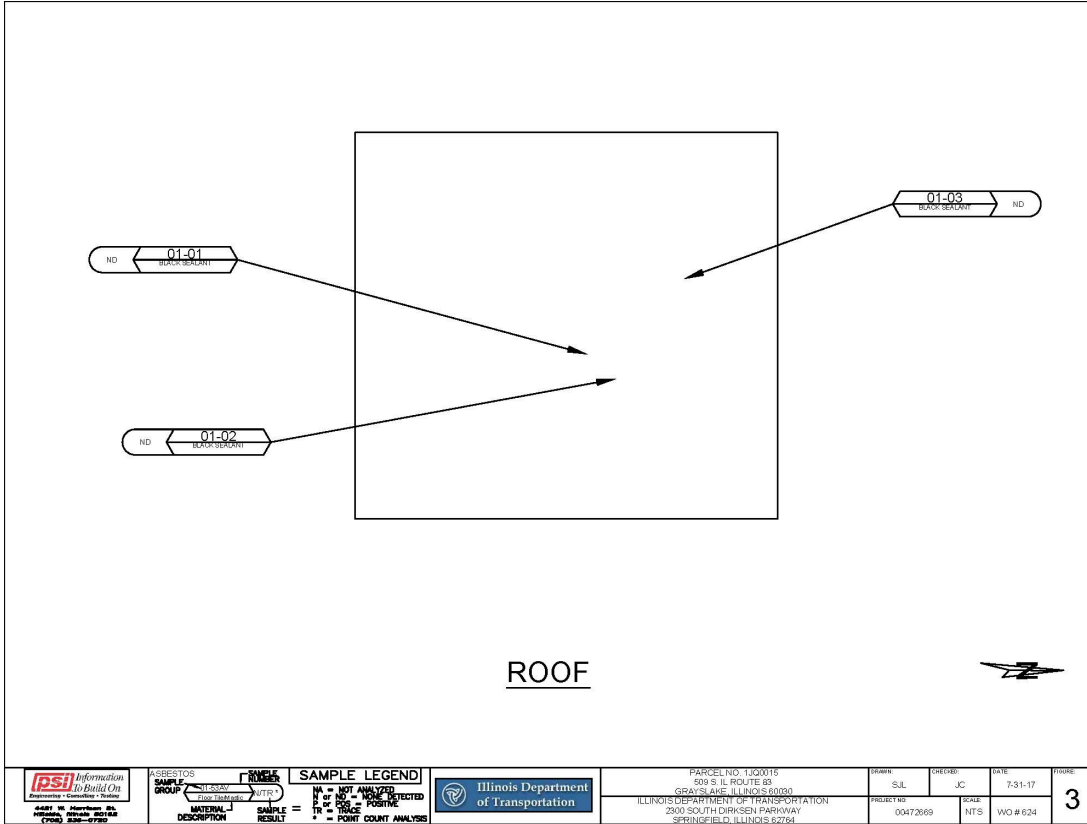 01-03
BLACK SEALANT
ND
ND
01-01
BLACK SEALANT
ND
01-02
BLACK SEALANT
ROOF
Z
psi
Information
To Build On
Engineering • Consulting • Testing
4421 W. Harrison St.
Hillside, Illinois 60162
(708) 236-0720
ASBESTOS
SAMPLE GROUP
SAMPLE NUMBER
01-53AV
Floor Tile/Mastic
N/TR *
MATERIAL DESCRIPTION
SAMPLE RESULT
=
SAMPLE LEGEND
NA = NOT ANALYZED
N or ND = NONE DETECTED
P or POS = POSITIVE
TR = TRACE
* = POINT COUNT ANALYSIS
Illinois Department
of Transportation
PARCEL NO. 1JQ0015
509 S. IL ROUTE 83
GRAYSLAKE, ILLINOIS 60030
ILLINOIS DEPARTMENT OF TRANSPORTATION
2300 SOUTH DIRKSEN PARKWAY
SPRINGFIELD, ILLINOIS 62764
DRAWN:
SJL
CHECKED:
JC
DATE:
7-31-17
PROJECT NO:
00472669
SCALE:
NTS
WO # 624
FIGURE:
3